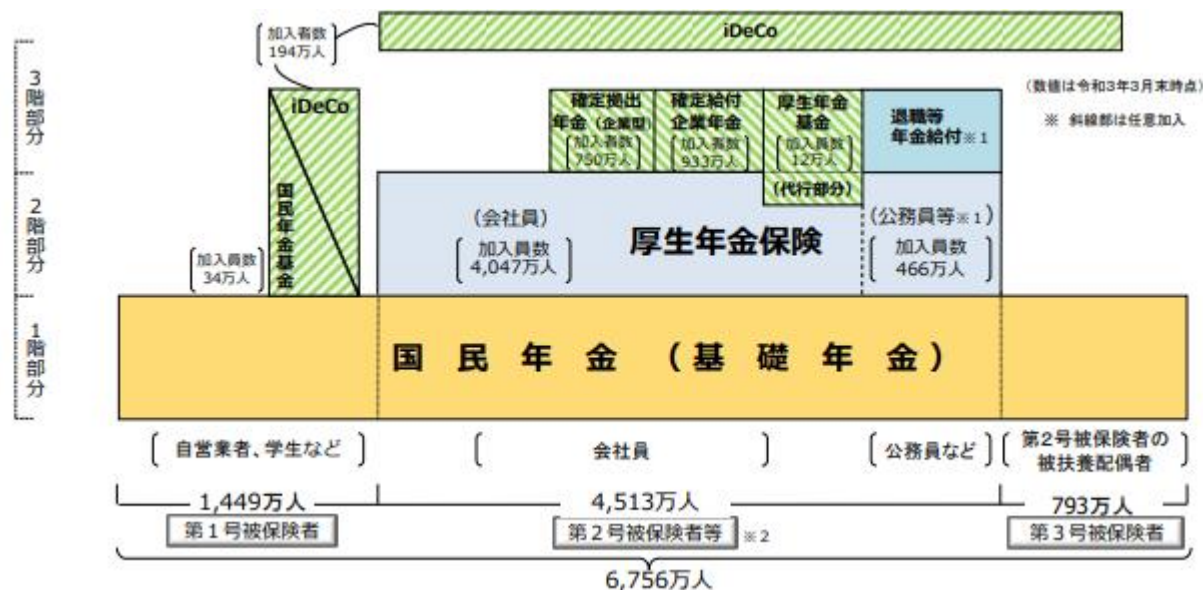 加入者数
194万人
iDeCo
3階部分
2階部分
1階部分
(数値は令和3年3月末時点)
※ 斜線部は任意加入
iDeCo
国民年金基金
加入員数
34万人
確定拠出
年金(企業型)
加入者数
750万人
確定給付
企業年金
加入者数
933万人
厚生年金
基金
加入員数
12万人
(代行部分)
退職等
年金給付※1
(会社員)
加入員数
4,047万人
厚生年金保険
(公務員等※1)
加入員数
466万人
国民年金(基礎年金)
自営業者、学生など
会社員
公務員など
第2号被保険者の
被扶養配偶者
1,449万人
4,513万人
793万人
第1号被保険者
第2号被保険者等 ※2
第3号被保険者
6,756万人